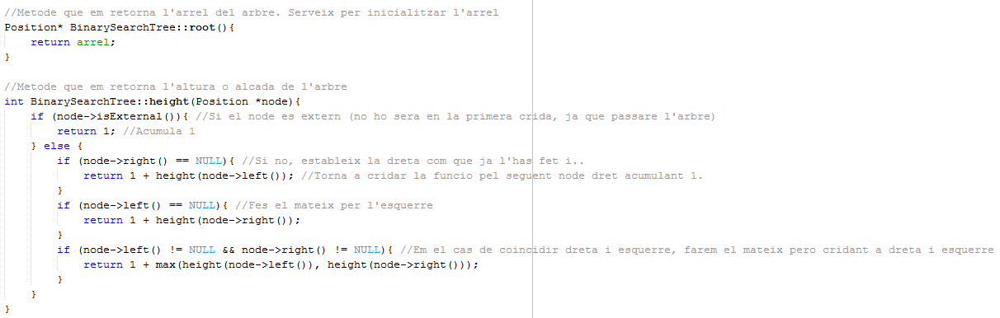 //Metode que em retorna l'arrel del arbre. Serveix per inicialitzar l'arrel
Position* BinarySearchTree::root(){
    return arrel;
}
//Metode que em retorna l'altura o alcada de l'arbre
int BinarySearchTree::height(Position *node){
    if (node->isExternal()){ //Si el node es extern (no ho sera en la primera crida, ja que passare l'arbre)
        return 1; //Acumula 1
    } else {
        if (node->right() == NULL){ //Si no, estableix la dreta com que ja l'has fet i..
            return 1 + height(node->left()); //Torna a cridar la funcio pel seguent node dret acumulant 1.
        }
        if (node->left() == NULL){ //Fes el mateix per l'esquerre
            return 1 + height(node->right());
        }
        if (node->left() != NULL && node->right() != NULL){ //Em el cas de coincidir dreta i esquerre, farem el mateix pero cridant a dreta i esquerre
            return 1 + max(height(node->left()), height(node->right()));
        }
    }
}